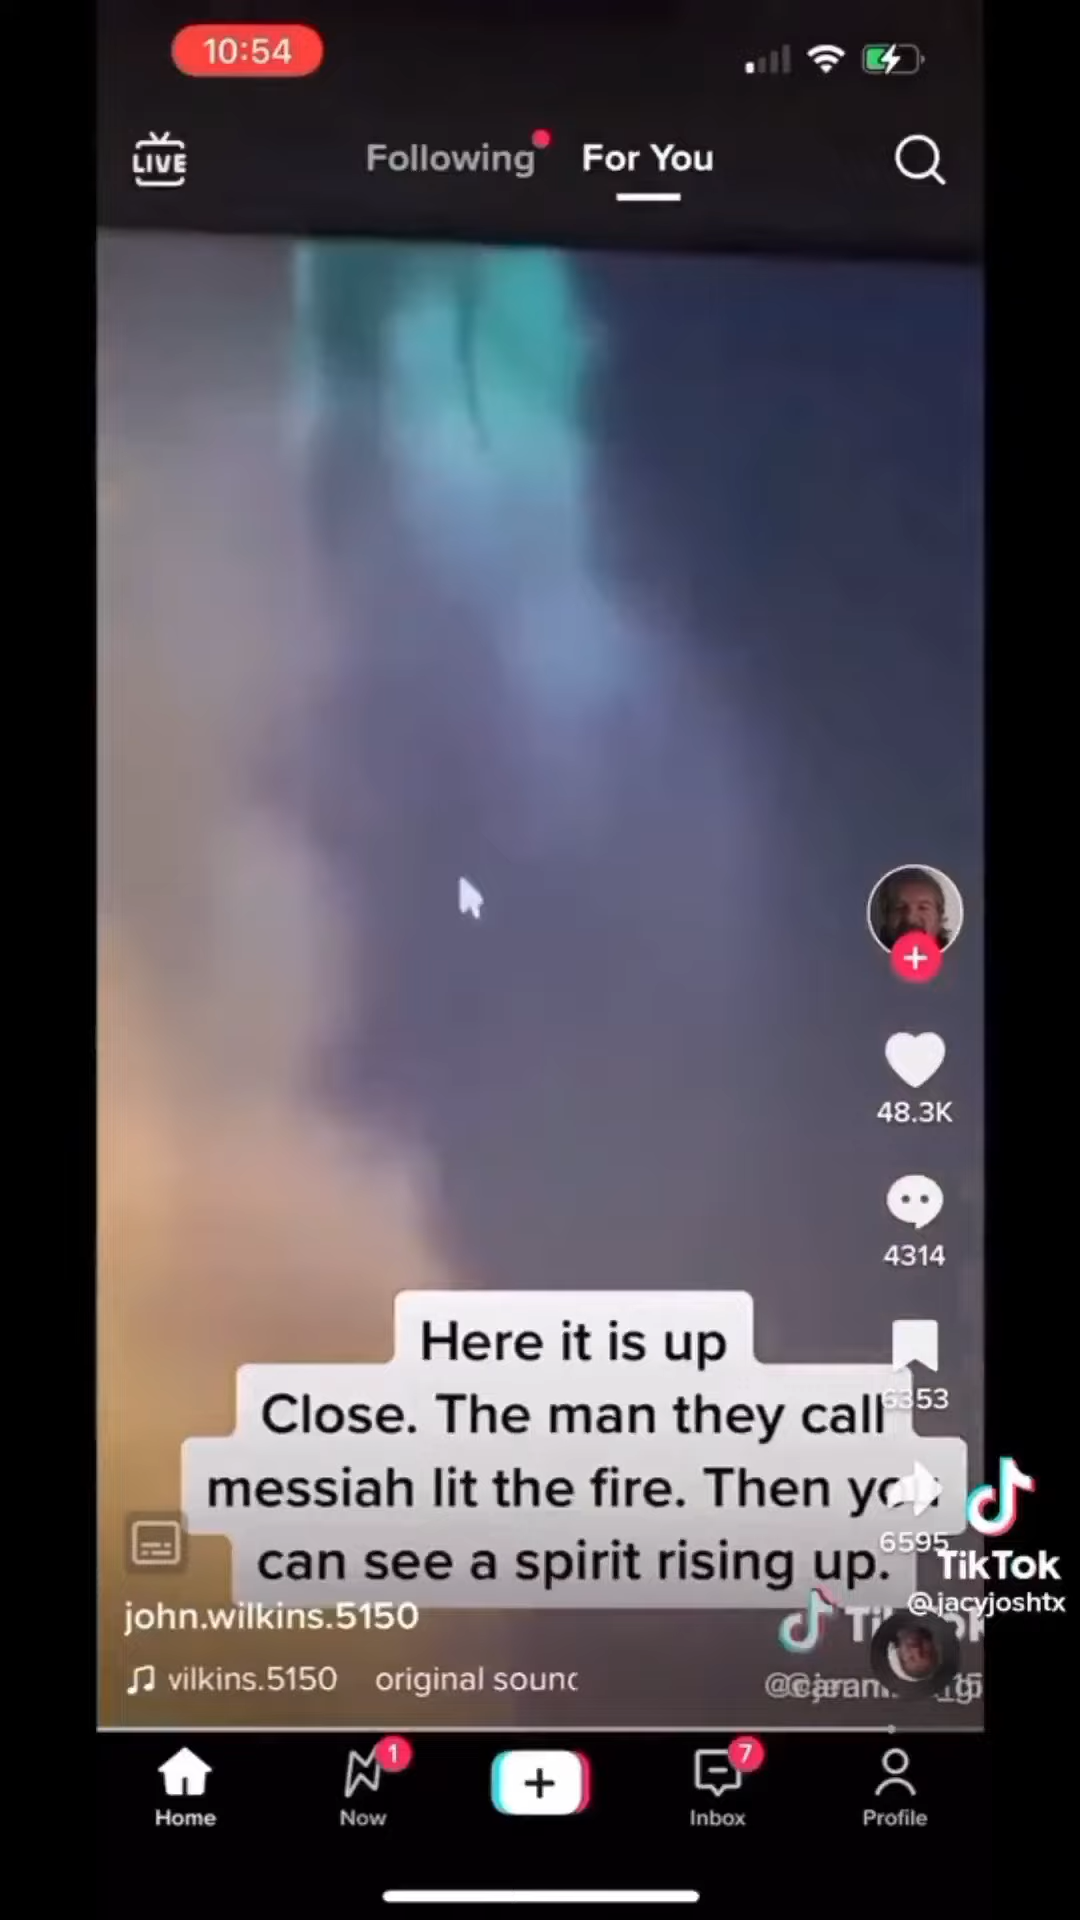 10:54
LIVE
Following
For You
48.3K
4314
Here it is up
Close. The man they call
messiah lit the fire. Then you
can see a spirit rising up.
6353
6595
TikTok
@jacyjoshtx
john.wilkins.5150
vilkins.5150 original sound
1
7
Home
Now
Inbox
Profile